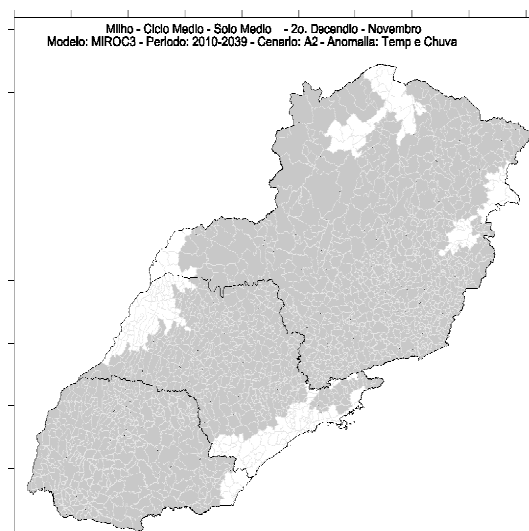 Milho - Ciclo Medio - Solo Medio - 2o. Decendio - Novembro
Modelo: MIROC3 - Periodo: 2010-2039 - Cenario: A2 - Anomalia: Temp e Chuva